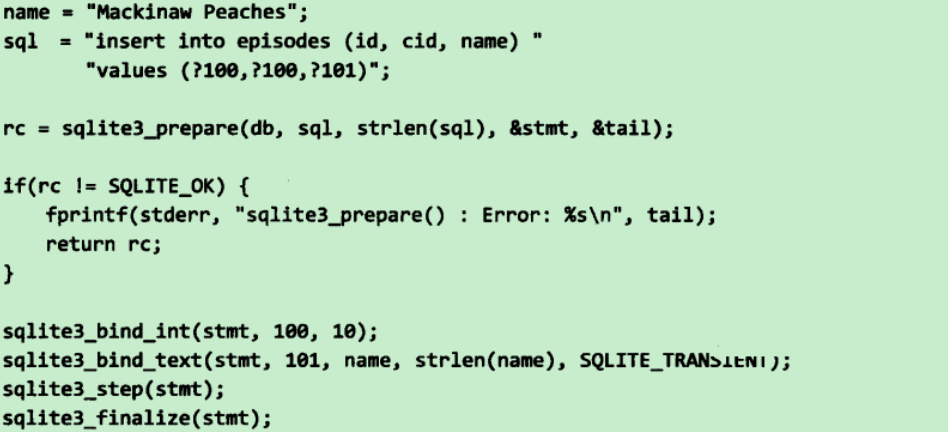 name = "Mackinaw Peaches";
sql = "insert into episodes (id, cid, name) "
"values (?100,?100,?101)";
rc = sqlite3_prepare(db, sql, strlen(sql), &stmt, &tail);
if(rc != SQLITE_OK) {
fprintf(stderr, "sqlite3_prepare() : Error: %s\n", tail);
return rc;
}
sqlite3_bind_int(stmt, 100, 10);
sqlite3_bind_text(stmt, 101, name, strlen(name), SQLITE_TRANSIENT);
sqlite3_step(stmt);
sqlite3_finalize(stmt);